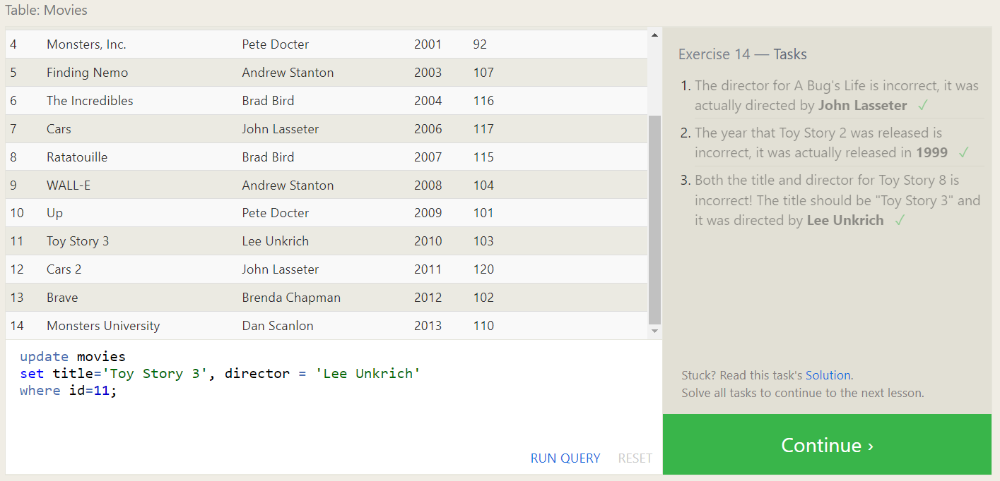 Table: Movies
4 Monsters, Inc. Pete Docter 2001 92
5 Finding Nemo Andrew Stanton 2003 107
6 The Incredibles Brad Bird 2004 116
7 Cars John Lasseter 2006 117
8 Ratatouille Brad Bird 2007 115
9 WALL-E Andrew Stanton 2008 104
10 Up Pete Docter 2009 101
11 Toy Story 3 Lee Unkrich 2010 103
12 Cars 2 John Lasseter 2011 120
13 Brave Brenda Chapman 2012 102
14 Monsters University Dan Scanlon 2013 110
update movies
set title='Toy Story 3', director = 'Lee Unkrich'
where id=11;
RUN QUERY RESET
Exercise 14 — Tasks
1. The director for A Bug's Life is incorrect, it was
actually directed by John Lasseter ✓
2. The year that Toy Story 2 was released is
incorrect, it was actually released in 1999 ✓
3. Both the title and director for Toy Story 8 is
incorrect! The title should be "Toy Story 3" and
it was directed by Lee Unkrich ✓
Stuck? Read this task's Solution.
Solve all tasks to continue to the next lesson.
Continue ›